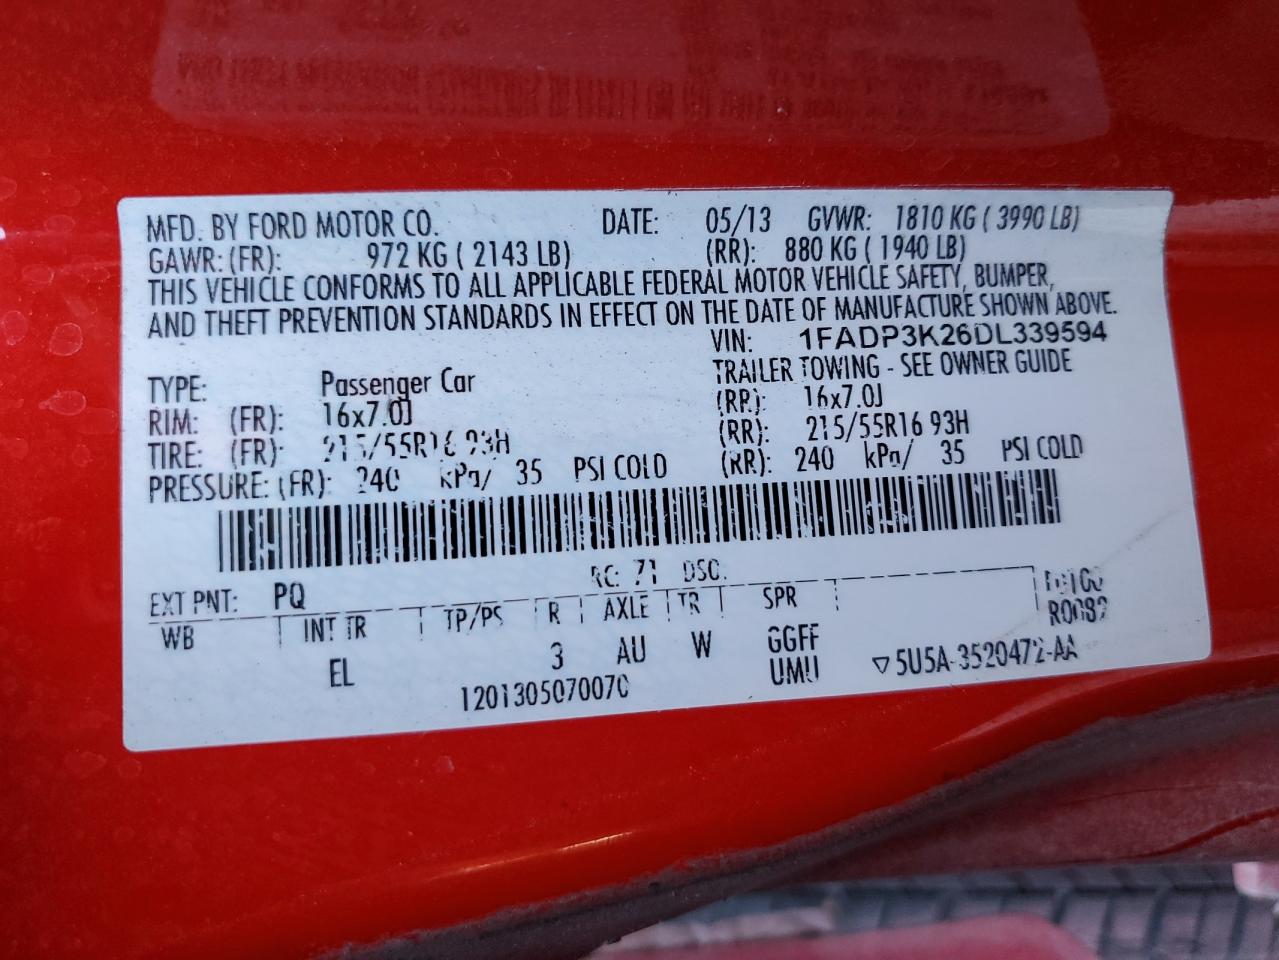 MFD. BY FORD MOTOR CO. DATE: 05/13 GVWR: 1810 KG ( 3990 LB)
GAWR: (FR): 972 KG ( 2143 LB) (RR): 880 KG ( 1940 LB)
THIS VEHICLE CONFORMS TO ALL APPLICABLE FEDERAL MOTOR VEHICLE SAFETY, BUMPER,
AND THEFT PREVENTION STANDARDS IN EFFECT ON THE DATE OF MANUFACTURE SHOWN ABOVE.
VIN: 1FADP3K26DL339594
TYPE: Passenger Car TRAILER TOWING - SEE OWNER GUIDE
RIM: (FR): 16x7.0J (RR): 16x7.0J
TIRE: (FR): 215/55R16 93H (RR): 215/55R16 93H
PRESSURE: (FR): 240 kPa/ 35 PSI COLD (RR): 240 kPa/ 35 PSI COLD
EXT PNT: PQ RC: 71 DSO:
WB INT TR TP/PS R AXLE TR SPR R0082
EL 3 AU W GGFF
UMU ▽5U5A-3520472-AA